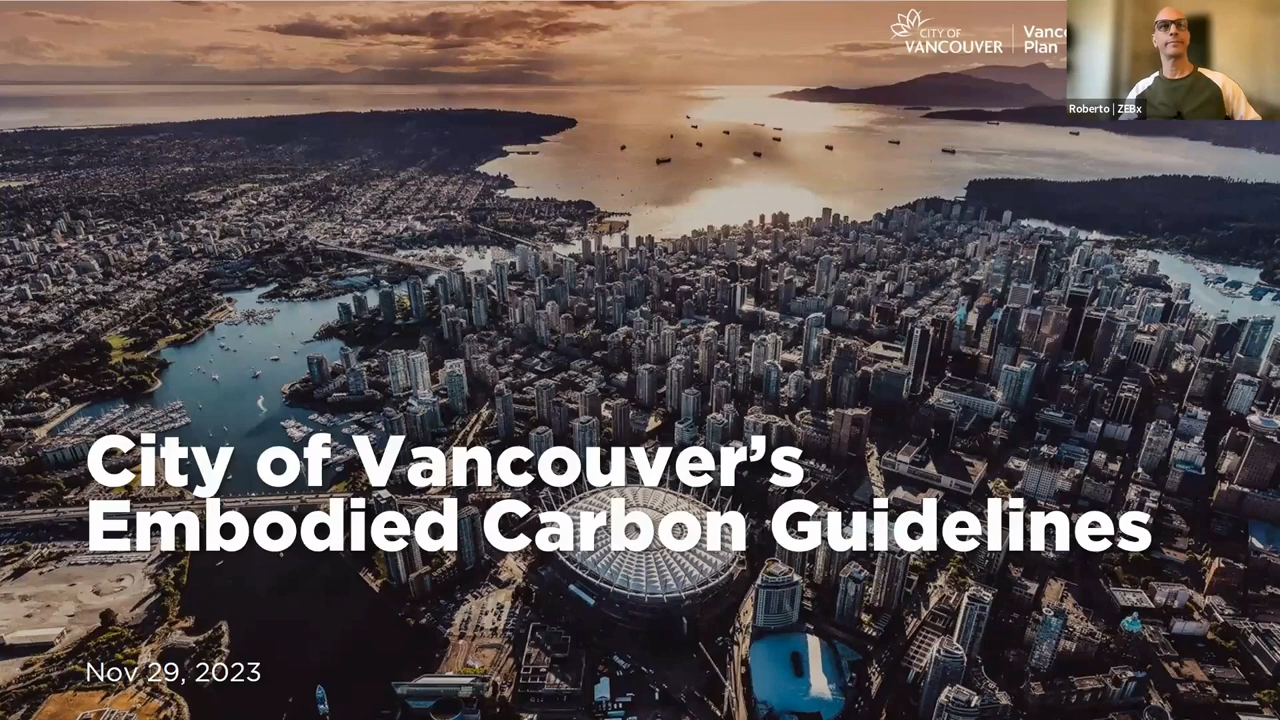 CITY OF
VANCOUVER
Vanc
Plan
Roberto | ZEBx
City of Vancouver's
Embodied Carbon Guidelines
Nov 29, 2023